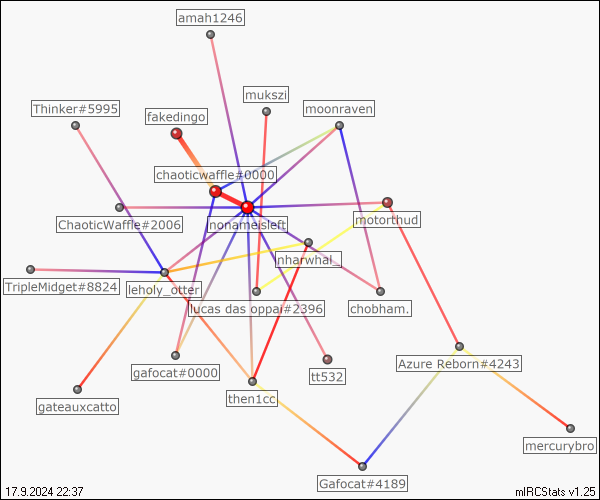 amah1246
mukszi
Thinker#5995
moonraven
fakedingo
chaoticwaffle#0000
ChaoticWaffle#2006
nonameisleft
motorthud
nharwhal_
TripleMidget#8824
leholy_otter
lucas das oppai#2396
chobham.
gafocat#0000
tt532
Azure Reborn#4243
gateauxcatto
then1cc
mercurybro
Gafocat#4189
17.9.2024 22:37
mIRCStats v1.25